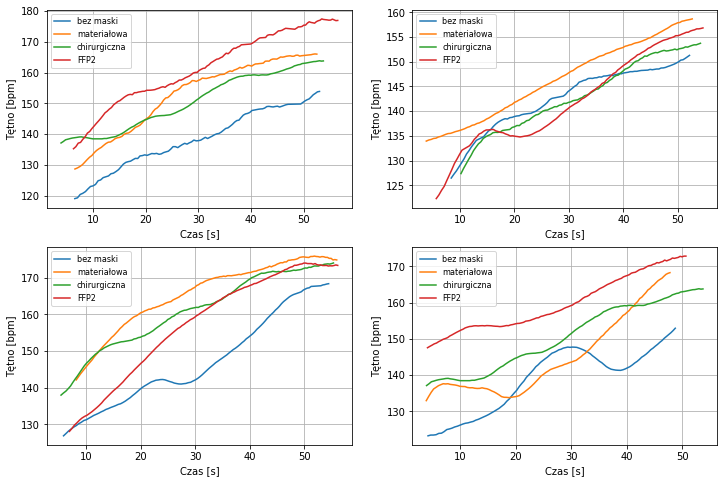 180
170
160
150
140
130
120
Tętno [bpm]
bez maski
materiałowa
chirurgiczna
FFP2
10 20 30 40 50
Czas [s]
160
155
150
145
140
135
130
125
Tętno [bpm]
bez maski
materiałowa
chirurgiczna
FFP2
10 20 30 40 50
Czas [s]
170
160
150
140
130
Tętno [bpm]
bez maski
materiałowa
chirurgiczna
FFP2
10 20 30 40 50
Czas [s]
170
160
150
140
130
Tętno [bpm]
bez maski
materiałowa
chirurgiczna
FFP2
10 20 30 40 50
Czas [s]